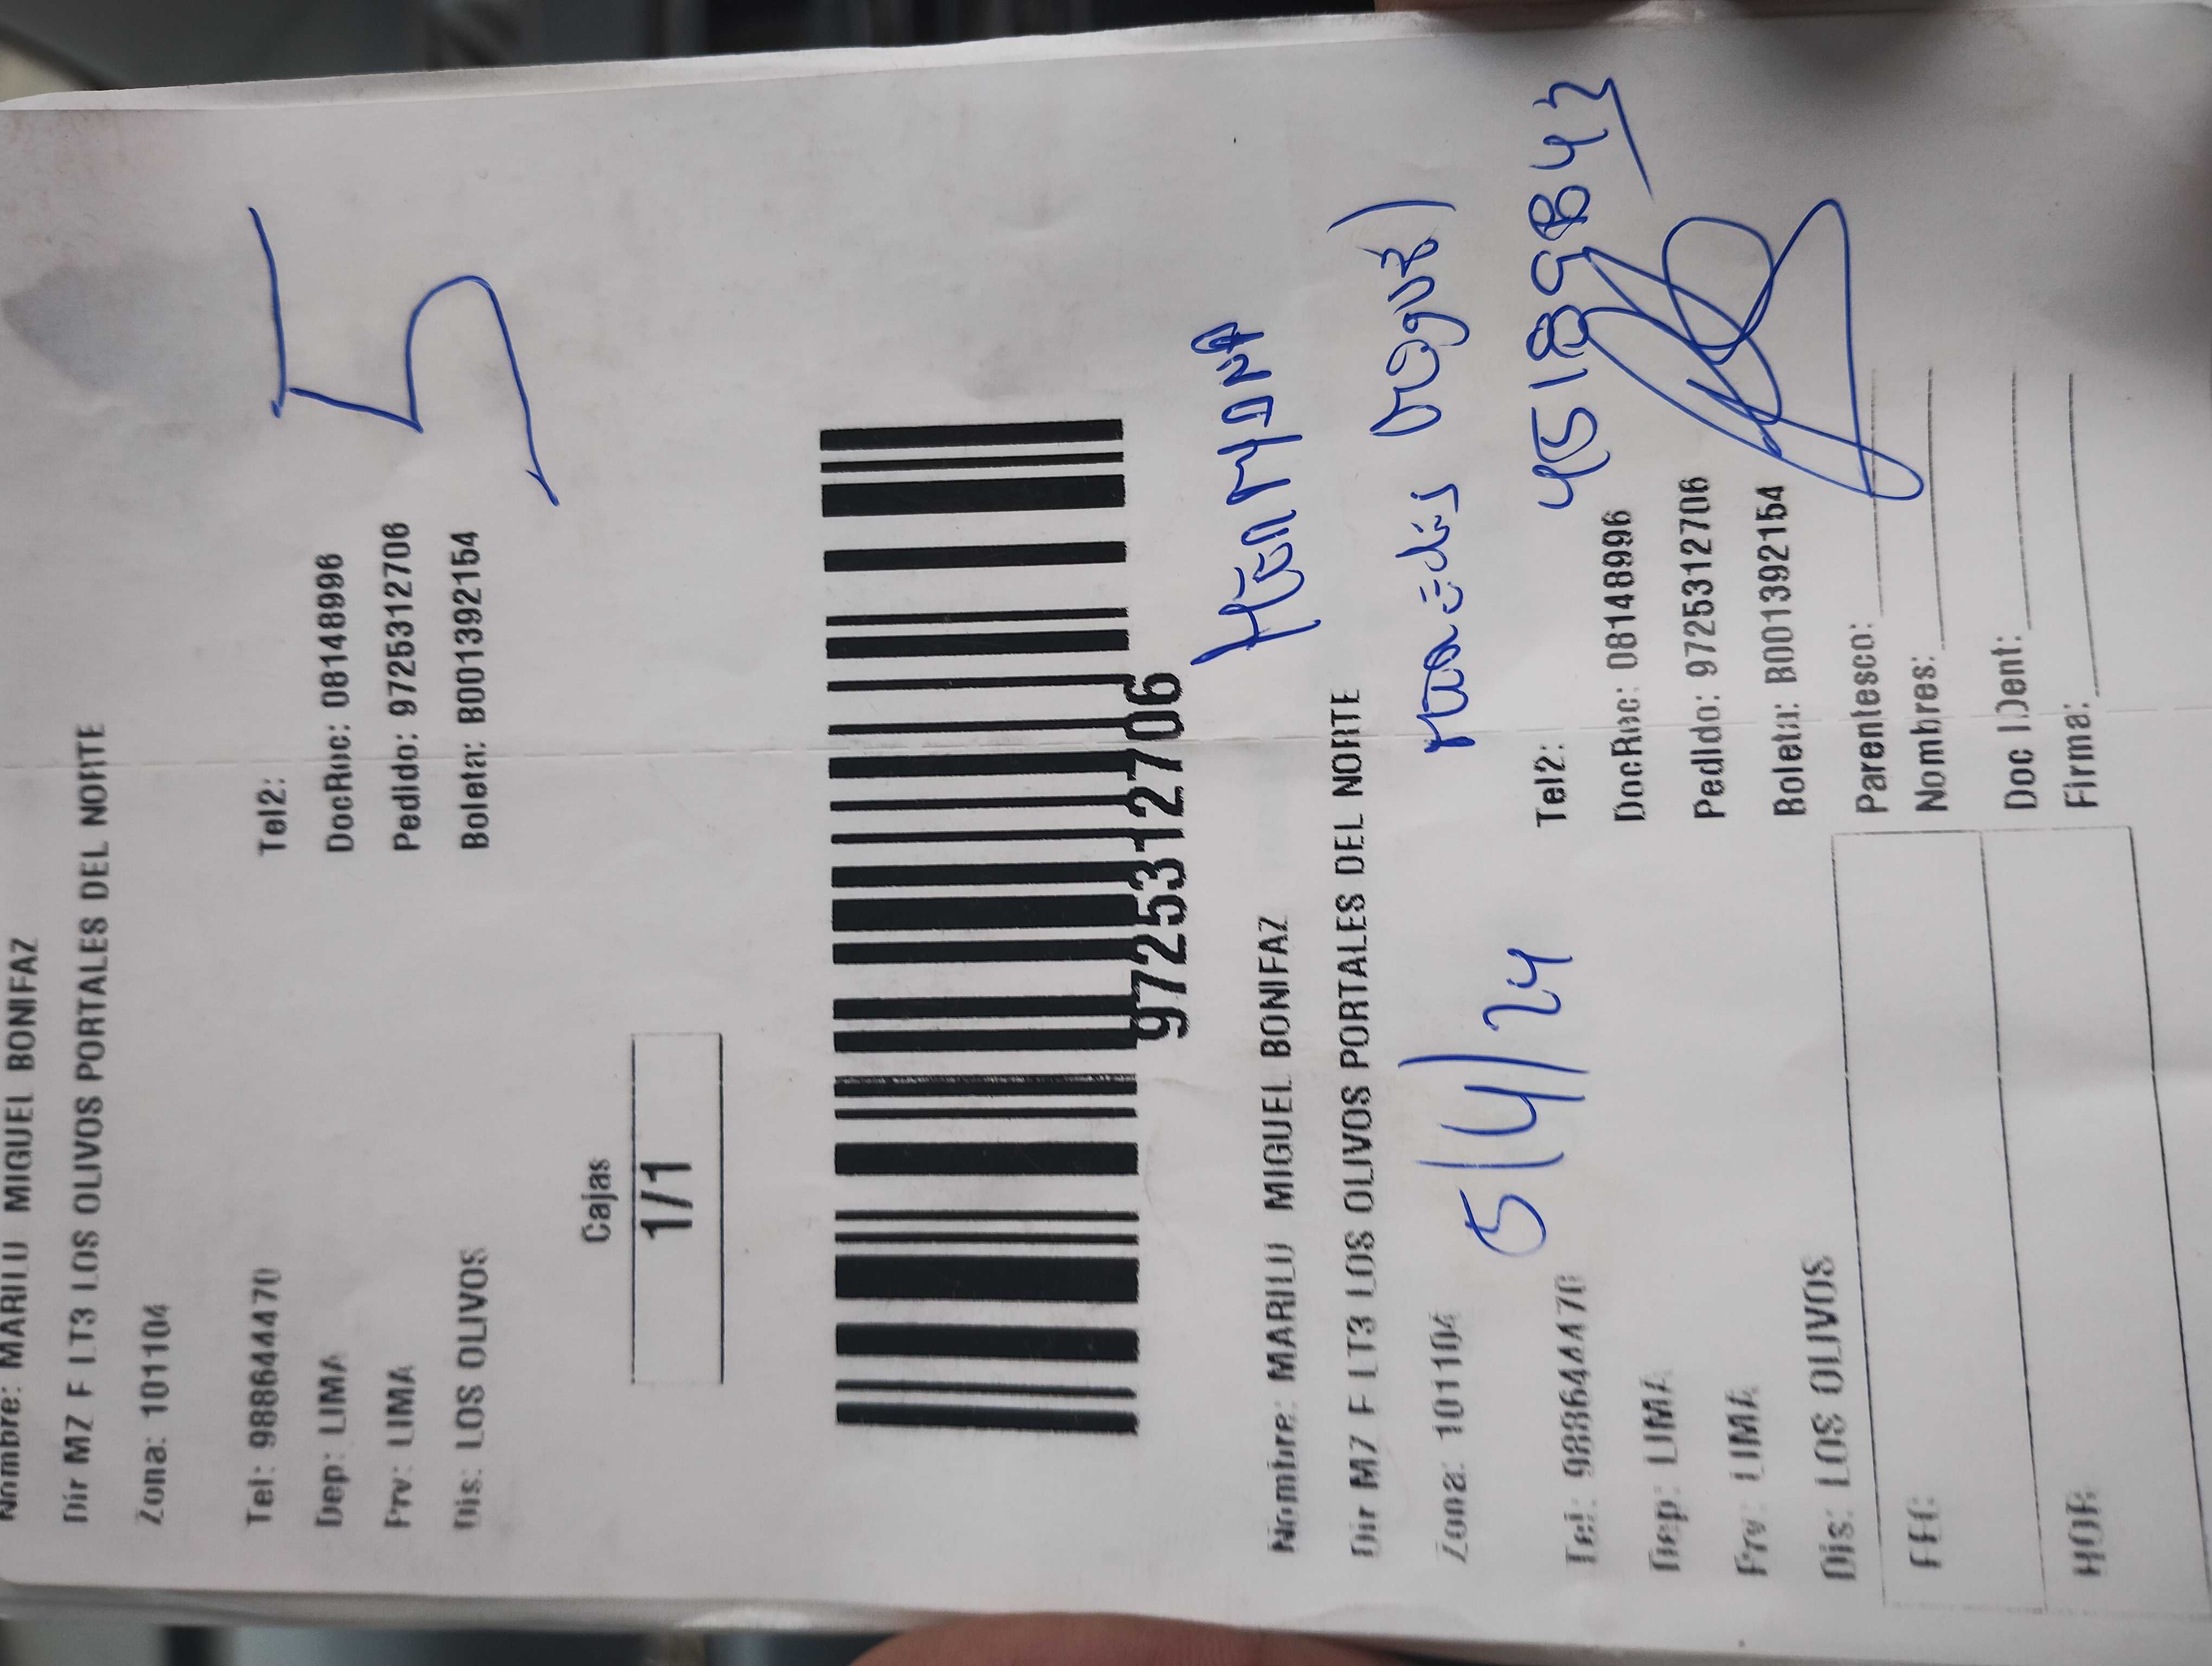 Nombre: MARILU MIGUEL BONIFAZ
Dir MZ F LT3 LOS OLIVOS PORTALES DEL NORTE
Zona: 101104
Tel: 988644470 Tel2:
Dep: LIMA DocRuc: 08148996
Prv: LIMA Pedido: 9725312706
Dis: LOS OLIVOS Boleta: B001392154
5
Cajas
1/1
9725312706
HERMANA
Nombre: MARILU MIGUEL BONIFAZ
Dir MZ F LT3 LOS OLIVOS PORTALES DEL NORTE
Zona: 101104
5/4/24
45189842
Tel: 988644470 Tel2:
Dep: LIMA DocRuc: 08148996
Prv: LIMA Pedido: 9725312706
Dis: LOS OLIVOS Boleta: B001392154
FEC Parentesco:
Nombres:
HOR Doc IDent:
Firma: